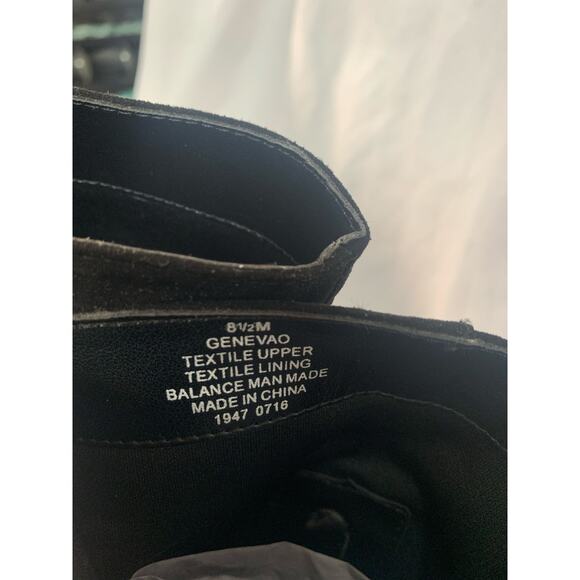 8½M
GENEVAO
TEXTILE UPPER
TEXTILE LINING
BALANCE MAN MADE
MADE IN CHINA
1947 0716